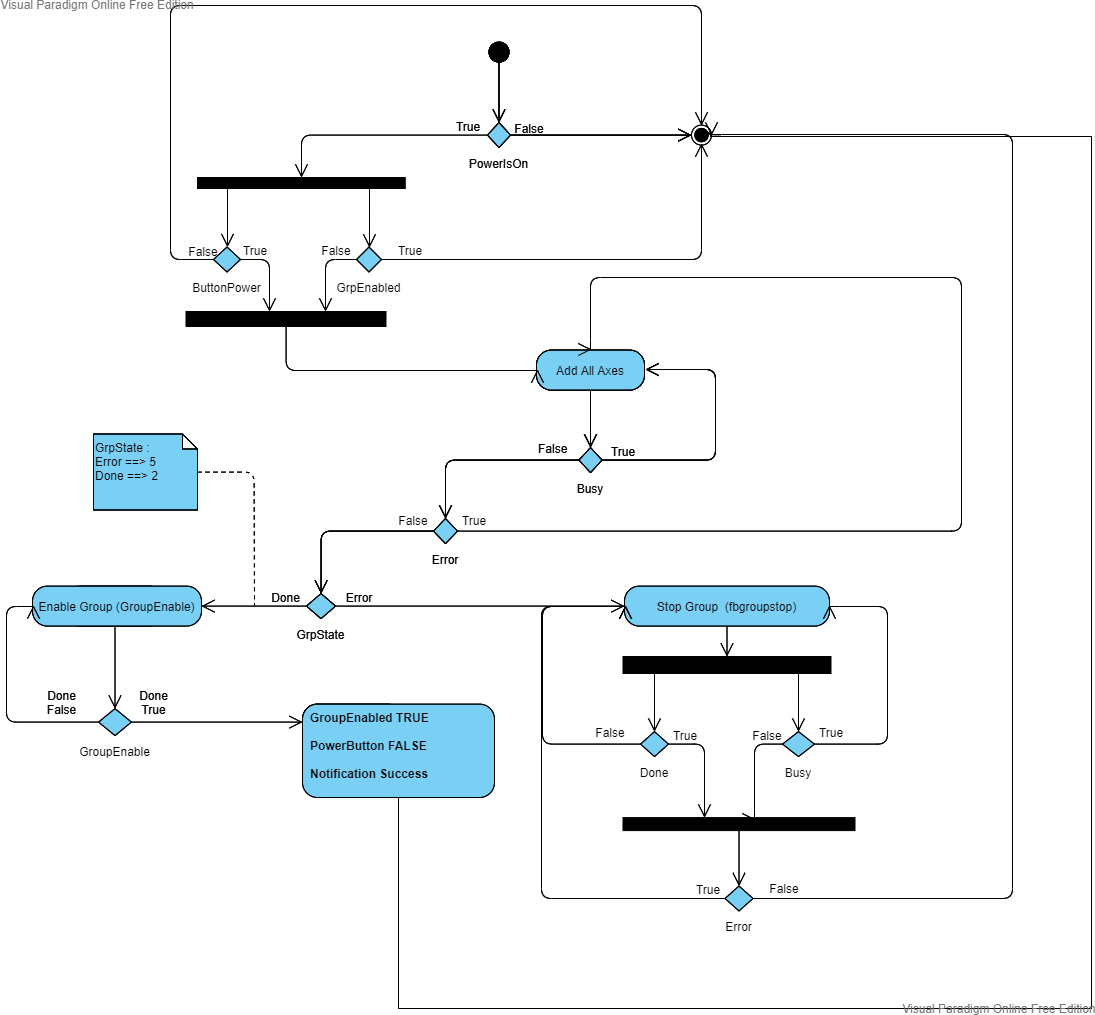 Visual Paradigm Online Free Edition
True
False
PowerIsOn
False
True
False
True
ButtonPower
GrpEnabled
Add All Axes
False
True
Busy
GrpState :
Error ==> 5
Done ==> 2
False
True
Error
Enable Group (GroupEnable)
Done
Error
GrpState
Stop Group (fbgroupstop)
Done
False
Done
True
GroupEnable
GroupEnabled TRUE
PowerButton FALSE
Notification Success
False
True
False
True
Done
Busy
True
False
Error
Visual Paradigm Online Free Edition